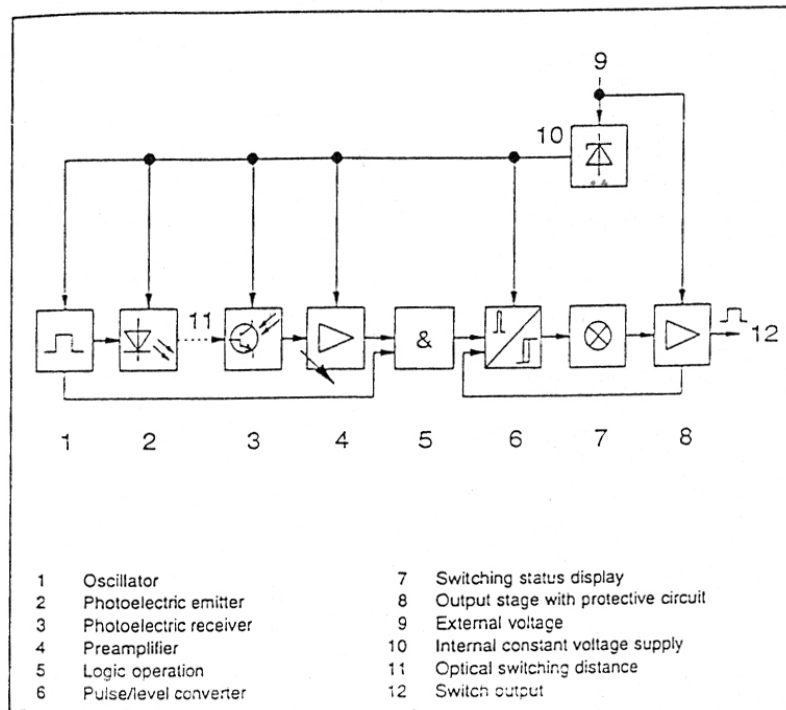 9
10
11
&
12
1 2 3 4 5 6 7 8
1 Oscillator
2 Photoelectric emitter
3 Photoelectric receiver
4 Preamplifier
5 Logic operation
6 Pulse/level converter
7 Switching status display
8 Output stage with protective circuit
9 External voltage
10 Internal constant voltage supply
11 Optical switching distance
12 Switch output